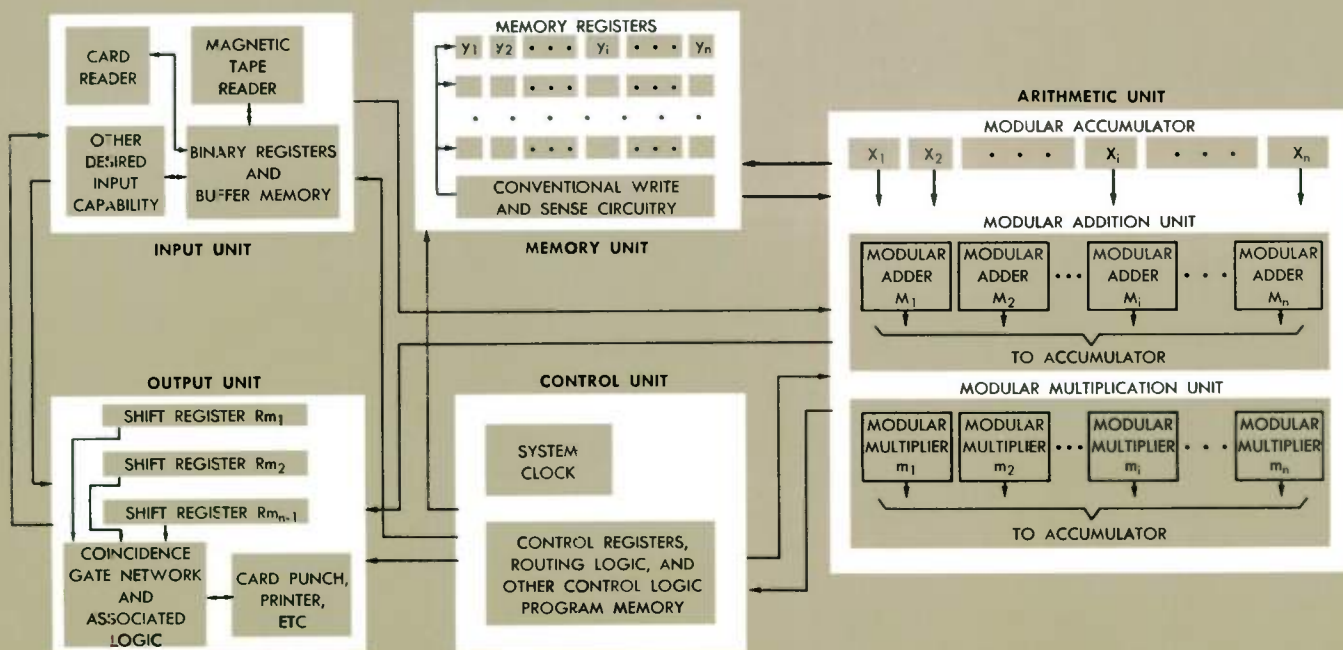 CARD
READER
MAGNETIC
TAPE
READER
OTHER
DESIRED
INPUT
CAPABILITY
BINARY REGISTERS
AND
BUFFER MEMORY
INPUT UNIT
MEMORY REGISTERS
y1 y2 • • • yi • • • yn
• • • • • •
• • • • • • •
• • • • • •
CONVENTIONAL WRITE
AND SENSE CIRCUITRY
MEMORY UNIT
ARITHMETIC UNIT
MODULAR ACCUMULATOR
X1 X2 • • • • Xi • • • • Xn
MODULAR ADDITION UNIT
MODULAR
ADDER
M1
MODULAR
ADDER
M2
•••
MODULAR
ADDER
Mi
• • •
MODULAR
ADDER
Mn
TO ACCUMULATOR
MODULAR MULTIPLICATION UNIT
MODULAR
MULTIPLIER
m1
MODULAR
MULTIPLIER
m2
•••
MODULAR
MULTIPLIER
mi
• • •
MODULAR
MULTIPLIER
mn
TO ACCUMULATOR
OUTPUT UNIT
SHIFT REGISTER Rm1
SHIFT REGISTER Rm2
SHIFT REGISTER Rmn-1
COINCIDENCE
GATE NETWORK
AND
ASSOCIATED
LOGIC
CARD PUNCH,
PRINTER,
ETC
CONTROL UNIT
SYSTEM
CLOCK
CONTROL REGISTERS,
ROUTING LOGIC, AND
OTHER CONTROL LOGIC
PROGRAM MEMORY